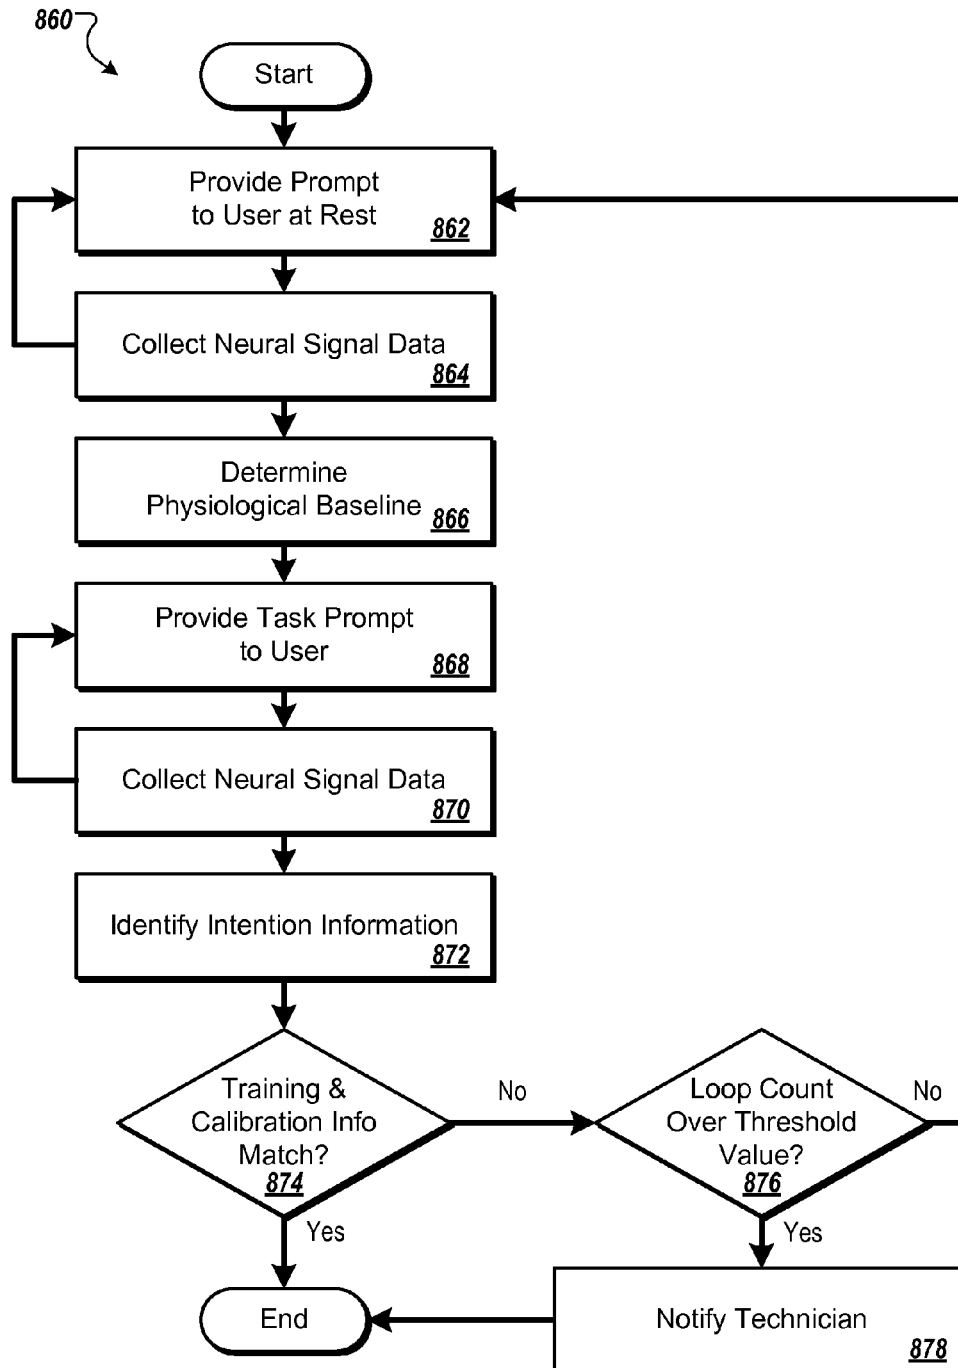 860
Start
Provide Prompt
to User at Rest
862
Collect Neural Signal Data
864
Determine
Physiological Baseline
866
Provide Task Prompt
to User
868
Collect Neural Signal Data
870
Identify Intention Information
872
Training &
Calibration Info
Match?
874
No
Yes
Loop Count
Over Threshold
Value?
876
No
Yes
End
Notify Technician
878